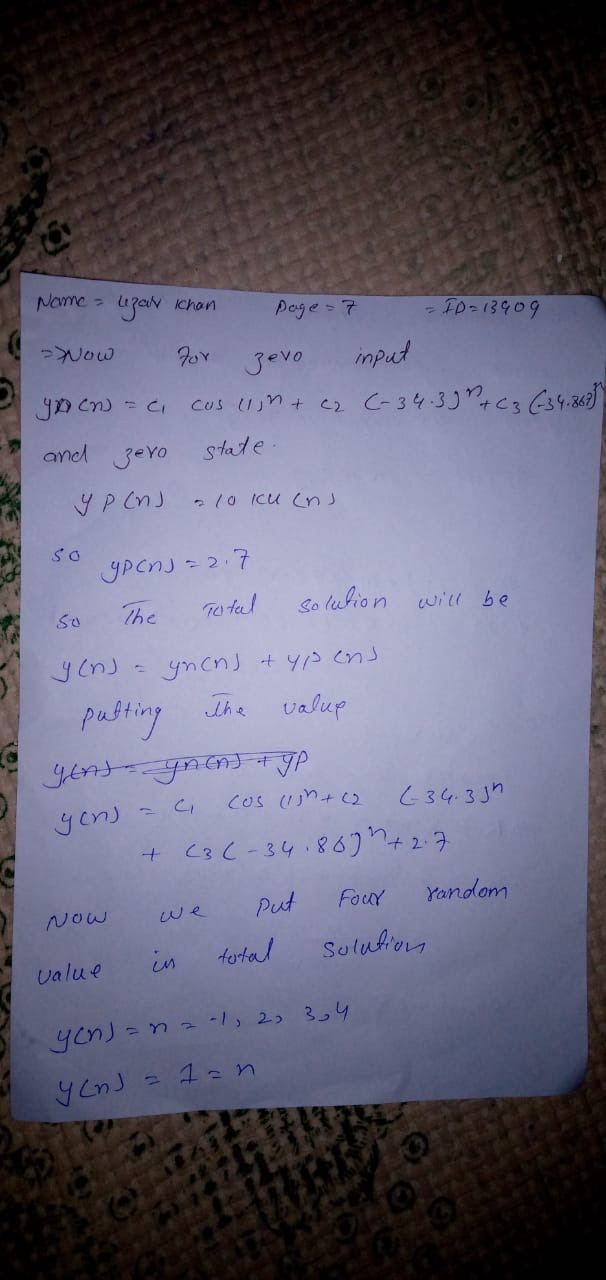 Name = Uzair Khan Page = 7 = ID = 13909
=> Now for zero input
yn(n) = c1 cos (1)n + c2 (-34.3)n + c3 (-34.867)n
and zero state.
yp(n) = 10 ku(n)
so yp(n) = 2.7
so The Total solution will be
y(n) = yn(n) + yp(n)
putting the value
y(n) = yn(n) + yp
y(n) = c1 cos (1)n + c2 (-34.3)n
+ c3 (-34.86)n + 2.7
Now we put Four random
value in total solution
y(n) = n = -1, 2, 3, 4
y(n) = 1 = n